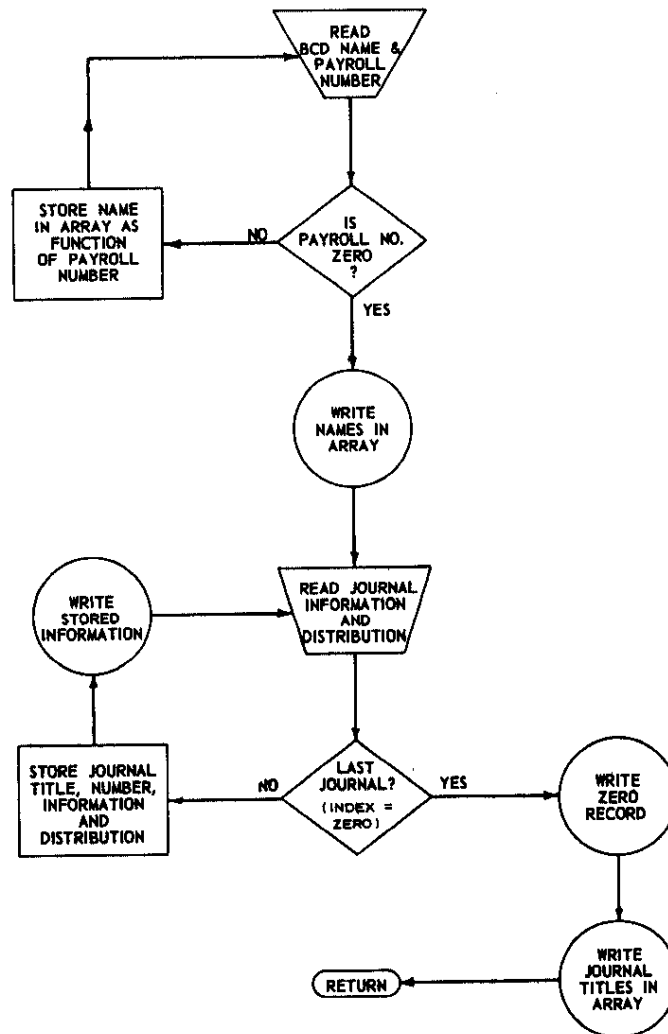 READ
BCD NAME &
PAYROLL
NUMBER
STORE NAME
IN ARRAY AS
FUNCTION
OF PAYROLL
NUMBER
NO
IS
PAYROLL NO.
ZERO
?
YES
WRITE
NAMES IN
ARRAY
WRITE
STORED
INFORMATION
READ JOURNAL
INFORMATION
AND
DISTRIBUTION
STORE JOURNAL
TITLE, NUMBER,
INFORMATION
AND
DISTRIBUTION
NO
LAST
JOURNAL?
(INDEX =
ZERO)
YES
WRITE
ZERO
RECORD
WRITE
JOURNAL
TITLES IN
ARRAY
RETURN